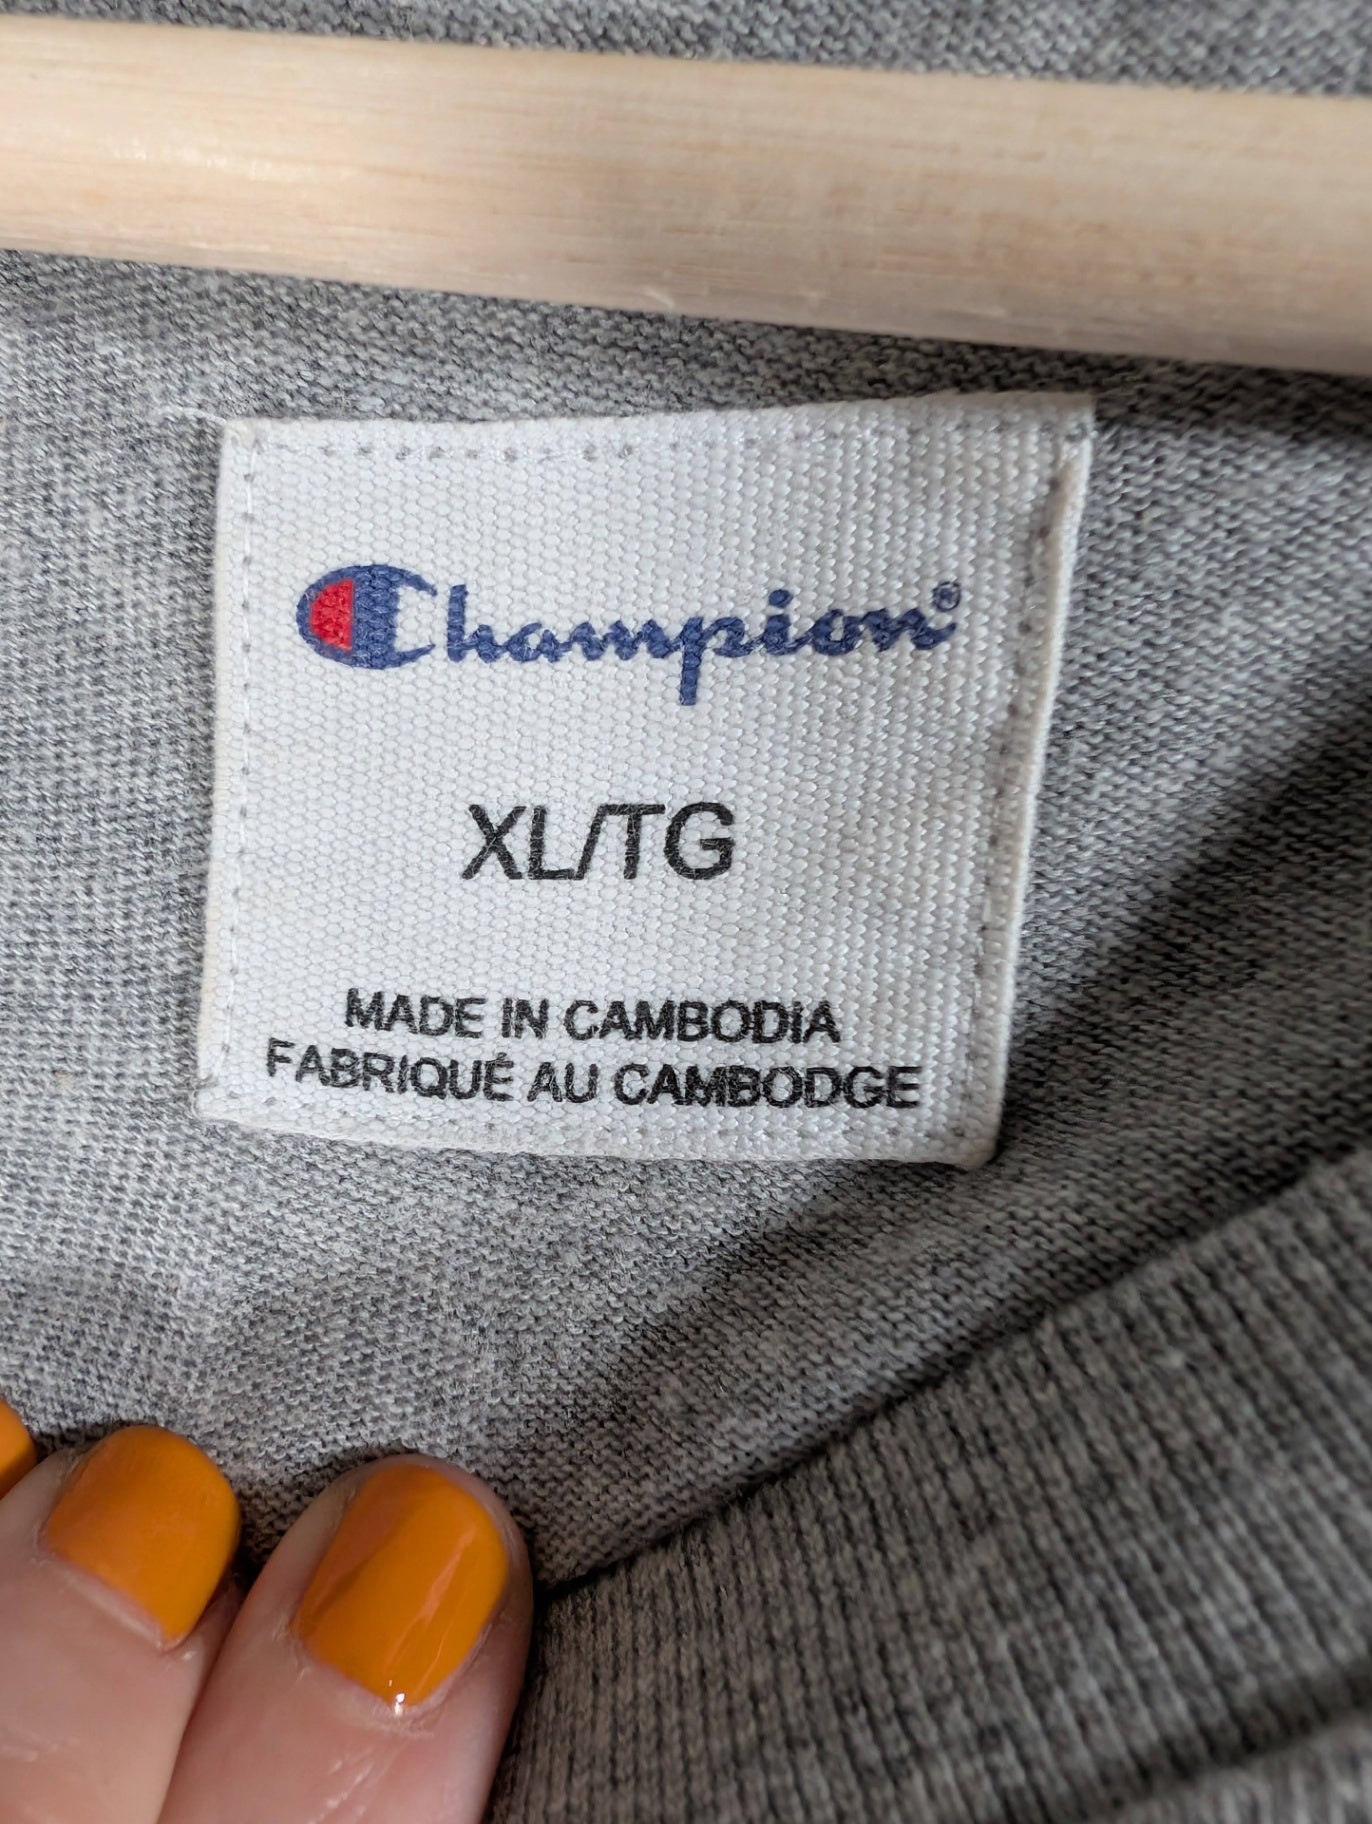 Champion®
XL/TG
MADE IN CAMBODIA
FABRIQUÉ AU CAMBODGE